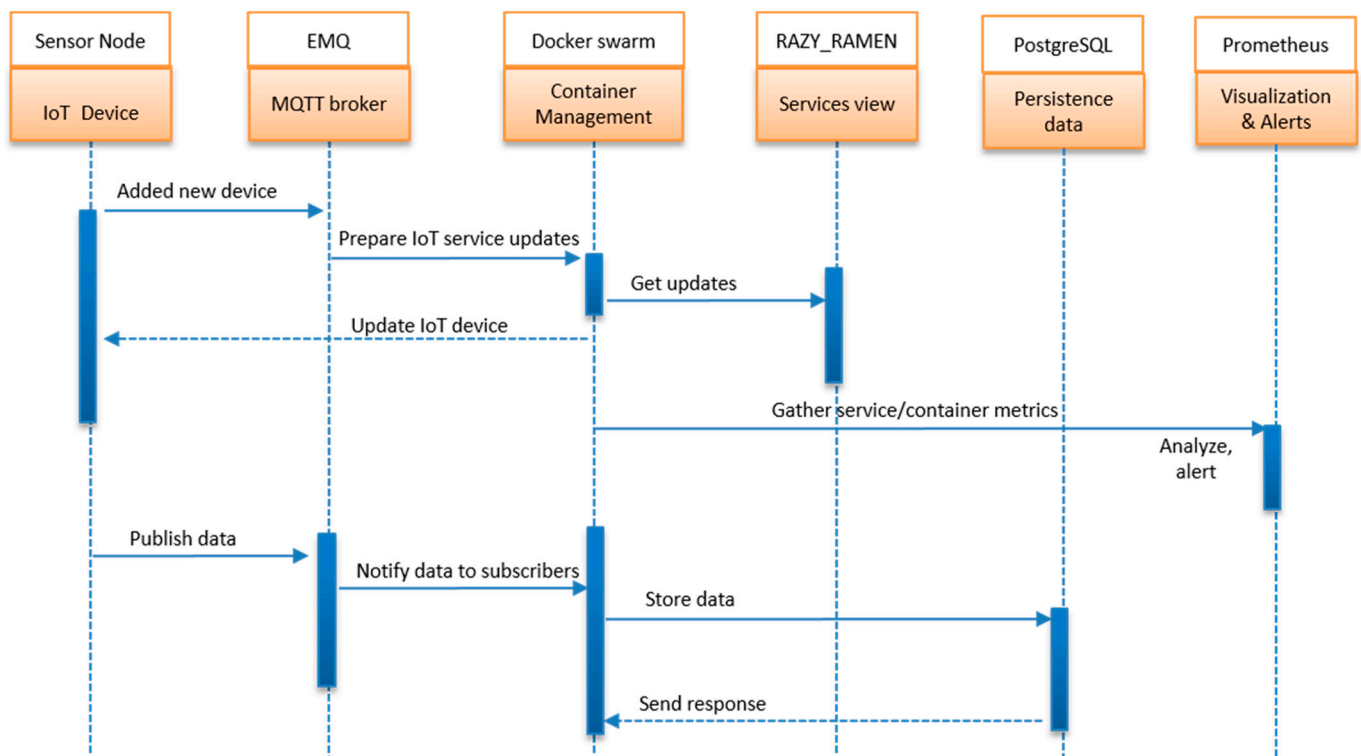 Sensor Node
EMQ
Docker swarm
RAZY_RAMEN
PostgreSQL
Prometheus
IoT Device
MQTT broker
Container
Management
Services view
Persistence
data
Visualization
& Alerts
Added new device
Prepare IoT service updates
Get updates
Update IoT device
Gather service/container metrics
Analyze,
alert
Publish data
Notify data to subscribers
Store data
Send response